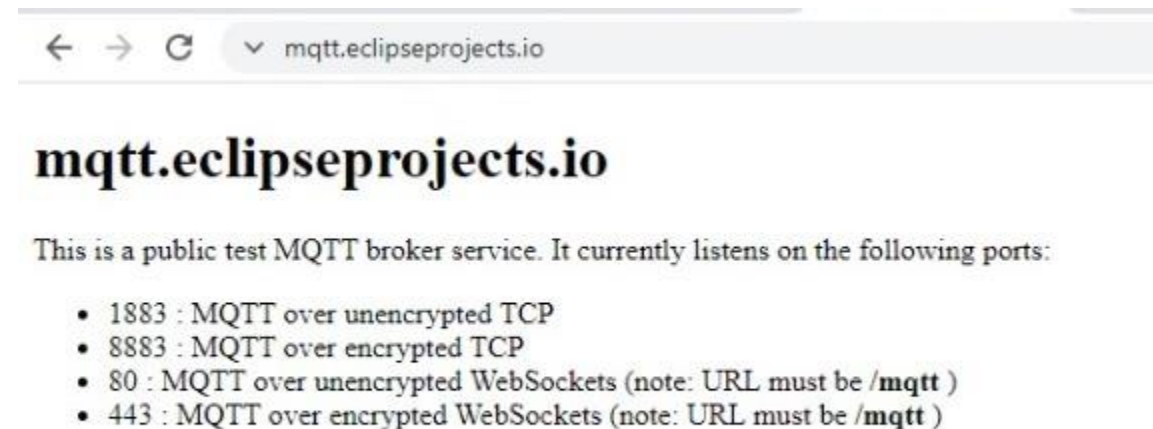 mqtt.eclipseprojects.io
mqtt.eclipseprojects.io
This is a public test MQTT broker service. It currently listens on the following ports:
• 1883 : MQTT over unencrypted TCP
• 8883 : MQTT over encrypted TCP
• 80 : MQTT over unencrypted WebSockets (note: URL must be /mqtt )
• 443 : MQTT over encrypted WebSockets (note: URL must be /mqtt )